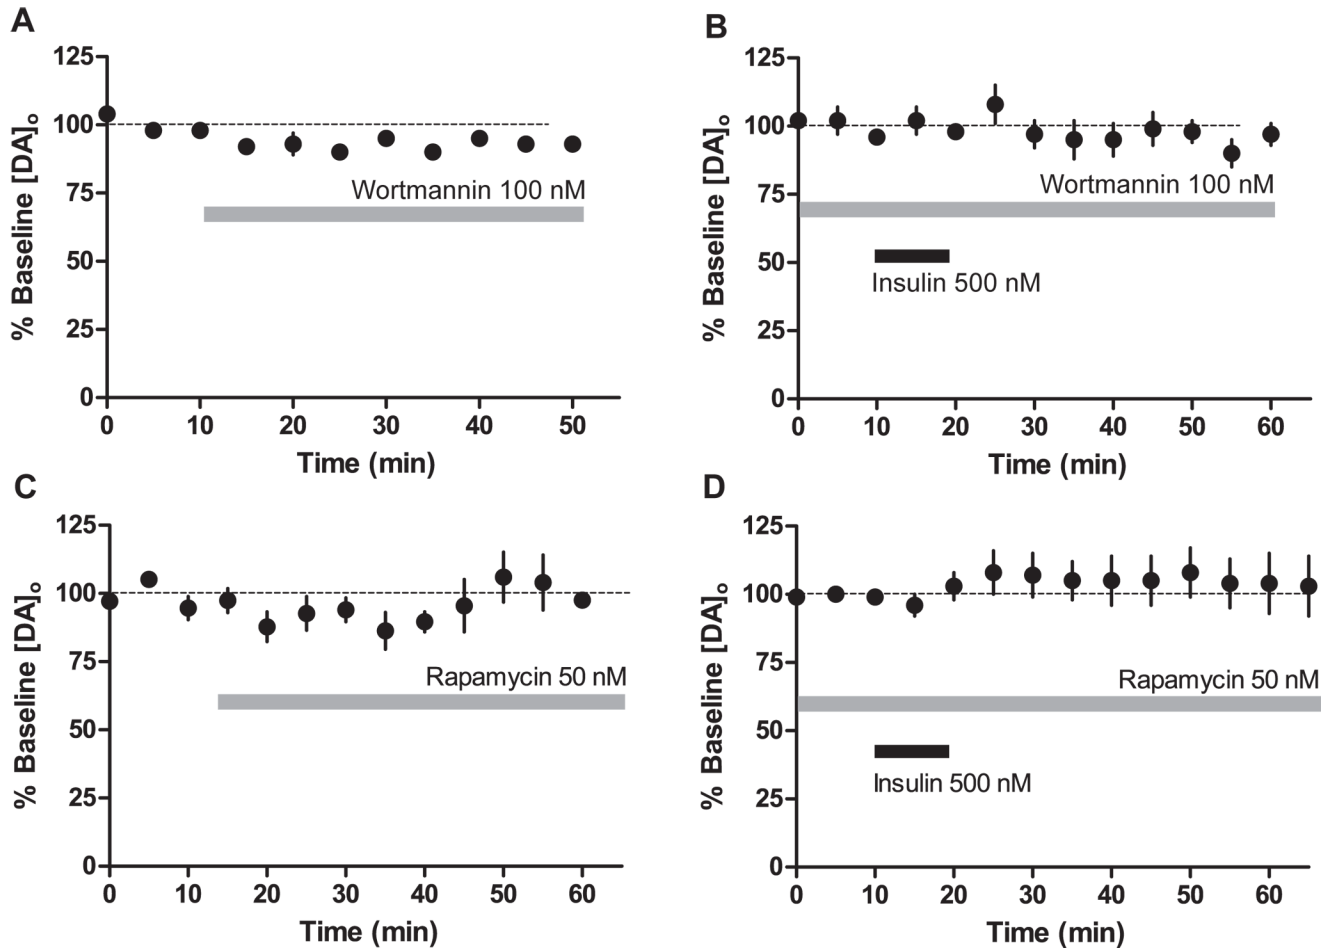 A
% Baseline [DA]o
125
100
75
50
25
0
Wortmannin 100 nM
0 10 20 30 40 50
Time (min)
B
% Baseline [DA]o
125
100
75
50
25
0
Wortmannin 100 nM
Insulin 500 nM
0 10 20 30 40 50 60
Time (min)
C
% Baseline [DA]o
125
100
75
50
25
0
Rapamycin 50 nM
0 10 20 30 40 50 60
Time (min)
D
% Baseline [DA]o
125
100
75
50
25
0
Rapamycin 50 nM
Insulin 500 nM
0 10 20 30 40 50 60
Time (min)